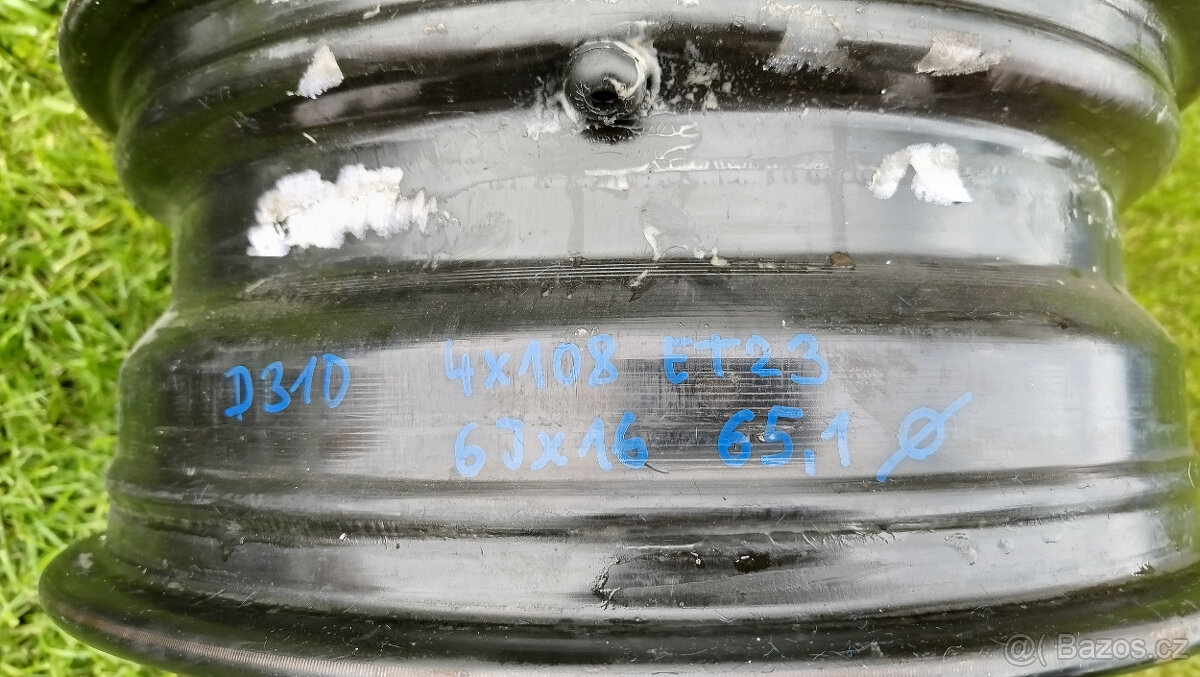 D310 4x108 ET23
6Jx16 65,1 Ø
@( Bazos.cz